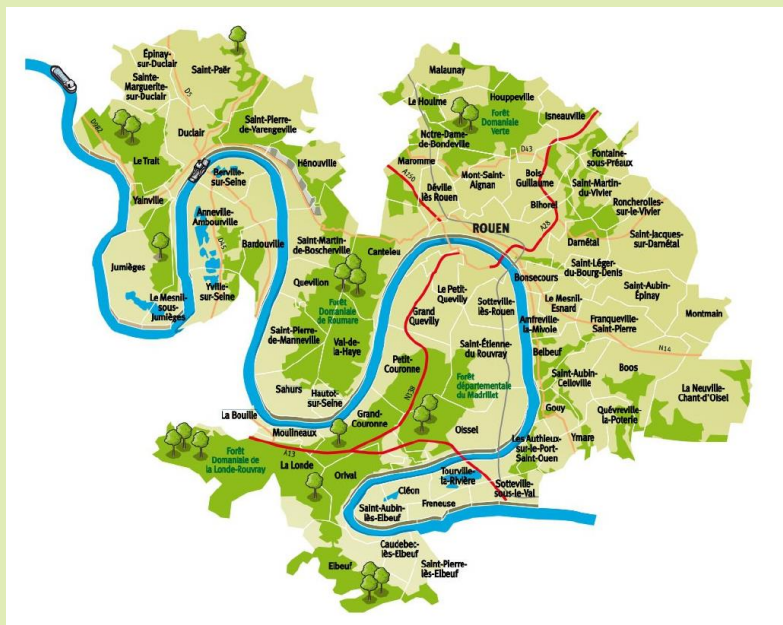 Épinay-
sur-Duclair
Saint-Paër
Sainte-
Marguerite-
sur-Duclair
D5
D982
Duclair
Saint-Pierre-
de-Varengeville
Le Trait
Yainville
Berville-
sur-Seine
Hénouville
Anneville-
Ambourville
Bardouville
Jumièges
Le Mesnil-
sous-
Jumièges
Yville-
sur-Seine
Saint-Martin-
de-Boscherville
Canteleu
Quevillon
Forêt
Domaniale
de Roumare
Saint-Pierre-
de-Manneville
Val-de-
la-Haye
Sahurs
Hautot-
sur-Seine
Malaunay
Le Houlme
Houppeville
Isneauville
Forêt
Domaniale
Verte
Notre-Dame-
de-Bondeville
D43
Maromme
A150
Mont-Saint-
Aignan
Bois
Guillaume
Fontaine-
sous-Préaux
Saint-Martin-
du-Vivier
Déville
lès Rouen
Bihorel
Roncherolles-
sur-le-Vivier
ROUEN
A28
Darnétal
Saint-Jacques-
sur-Darnétal
Saint-Léger-
du-Bourg-Denis
Bonsecours
Saint-Aubin-
Épinay
Le Petit-
Quevilly
Sotteville-
lès-Rouen
Le Mesnil-
Esnard
Grand
Quevilly
Amfreville-
la-Mivoie
Franqueville-
Saint-Pierre
Montmain
Saint-Étienne-
du Rouvray
Belbeuf
N14
Petit-
Couronne
Saint-Aubin-
Celloville
Boos
Forêt
départementale
du Madrillet
La Neuville-
Chant-d'Oisel
N138
Gouy
Quévreville-
la-Poterie
La Bouille
Moulineaux
Grand-
Couronne
Oissel
Ymare
Les Authieux-
sur-le-Port-
Saint-Ouen
Forêt
Domaniale de
la Londe-Rouvray
A13
La Londe
Orival
Tourville-
la-Rivière
Sotteville-
sous-le-Val
Cléon
Freneuse
Saint-Aubin-
lès-Elbeuf
Caudebec-
lès-Elbeuf
Elbeuf
Saint-Pierre-
lès-Elbeuf